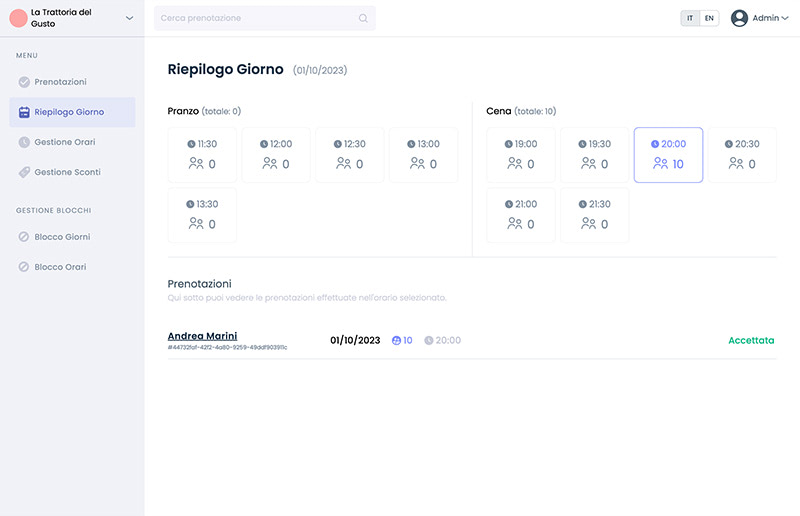 La Trattoria del
Gusto
Cerca prenotazione
IT EN
Admin
MENU
Prenotazioni
Riepilogo Giorno
Gestione Orari
Gestione Sconti
GESTIONE BLOCCHI
Blocco Giorni
Blocco Orari
Riepilogo Giorno (01/10/2023)
Pranzo (totale: 0)
11:30 12:00 12:30 13:00
0 0 0 0
13:30
0
Cena (totale: 10)
19:00 19:30 20:00 20:30
0 0 10 0
21:00 21:30
0 0
Prenotazioni
Qui sotto puoi vedere le prenotazioni effettuate nell'orario selezionato.
Andrea Marini 01/10/2023 10 20:00 Accettata
#44732faf-42f2-4a80-9259-49ddf903911c